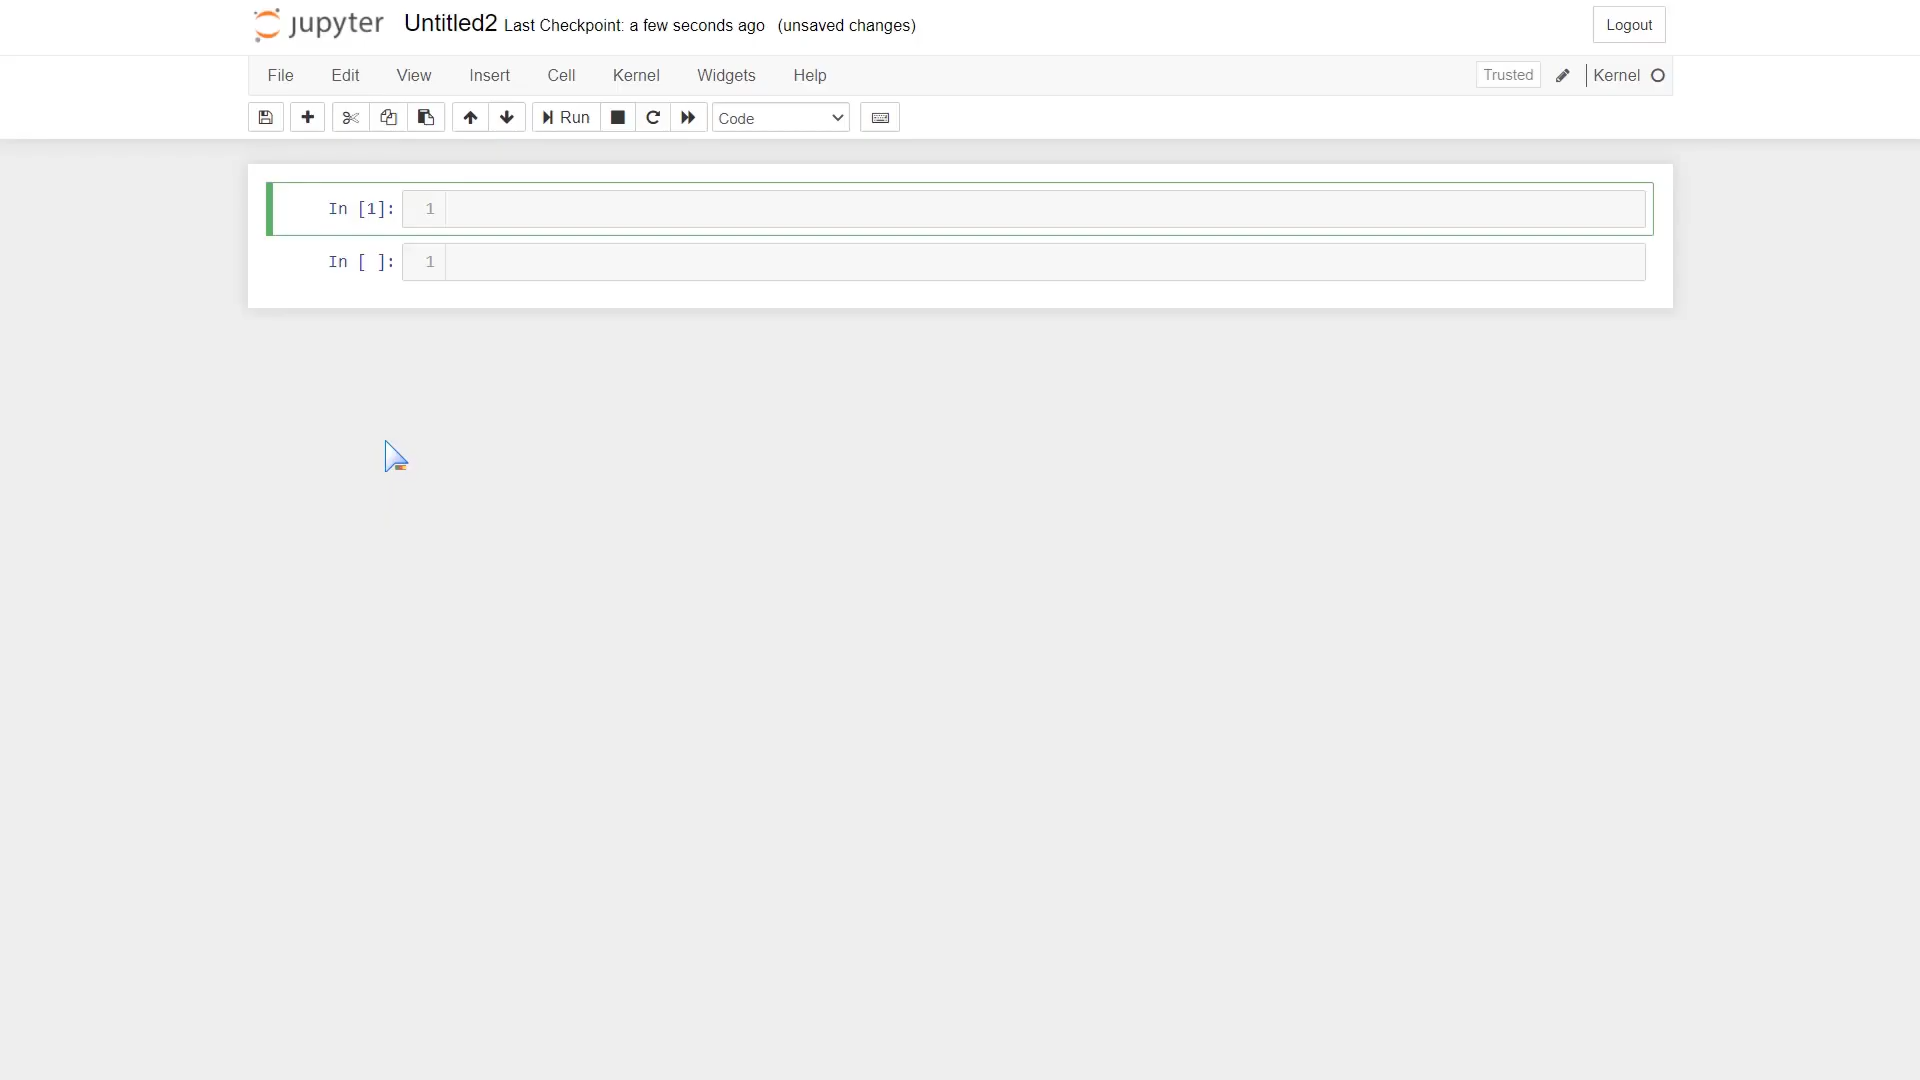 jupyter Untitled2 Last Checkpoint: a few seconds ago (unsaved changes) Logout
File Edit View Insert Cell Kernel Widgets Help Trusted Kernel
Run Code
In [1]: 1
In [ ]: 1